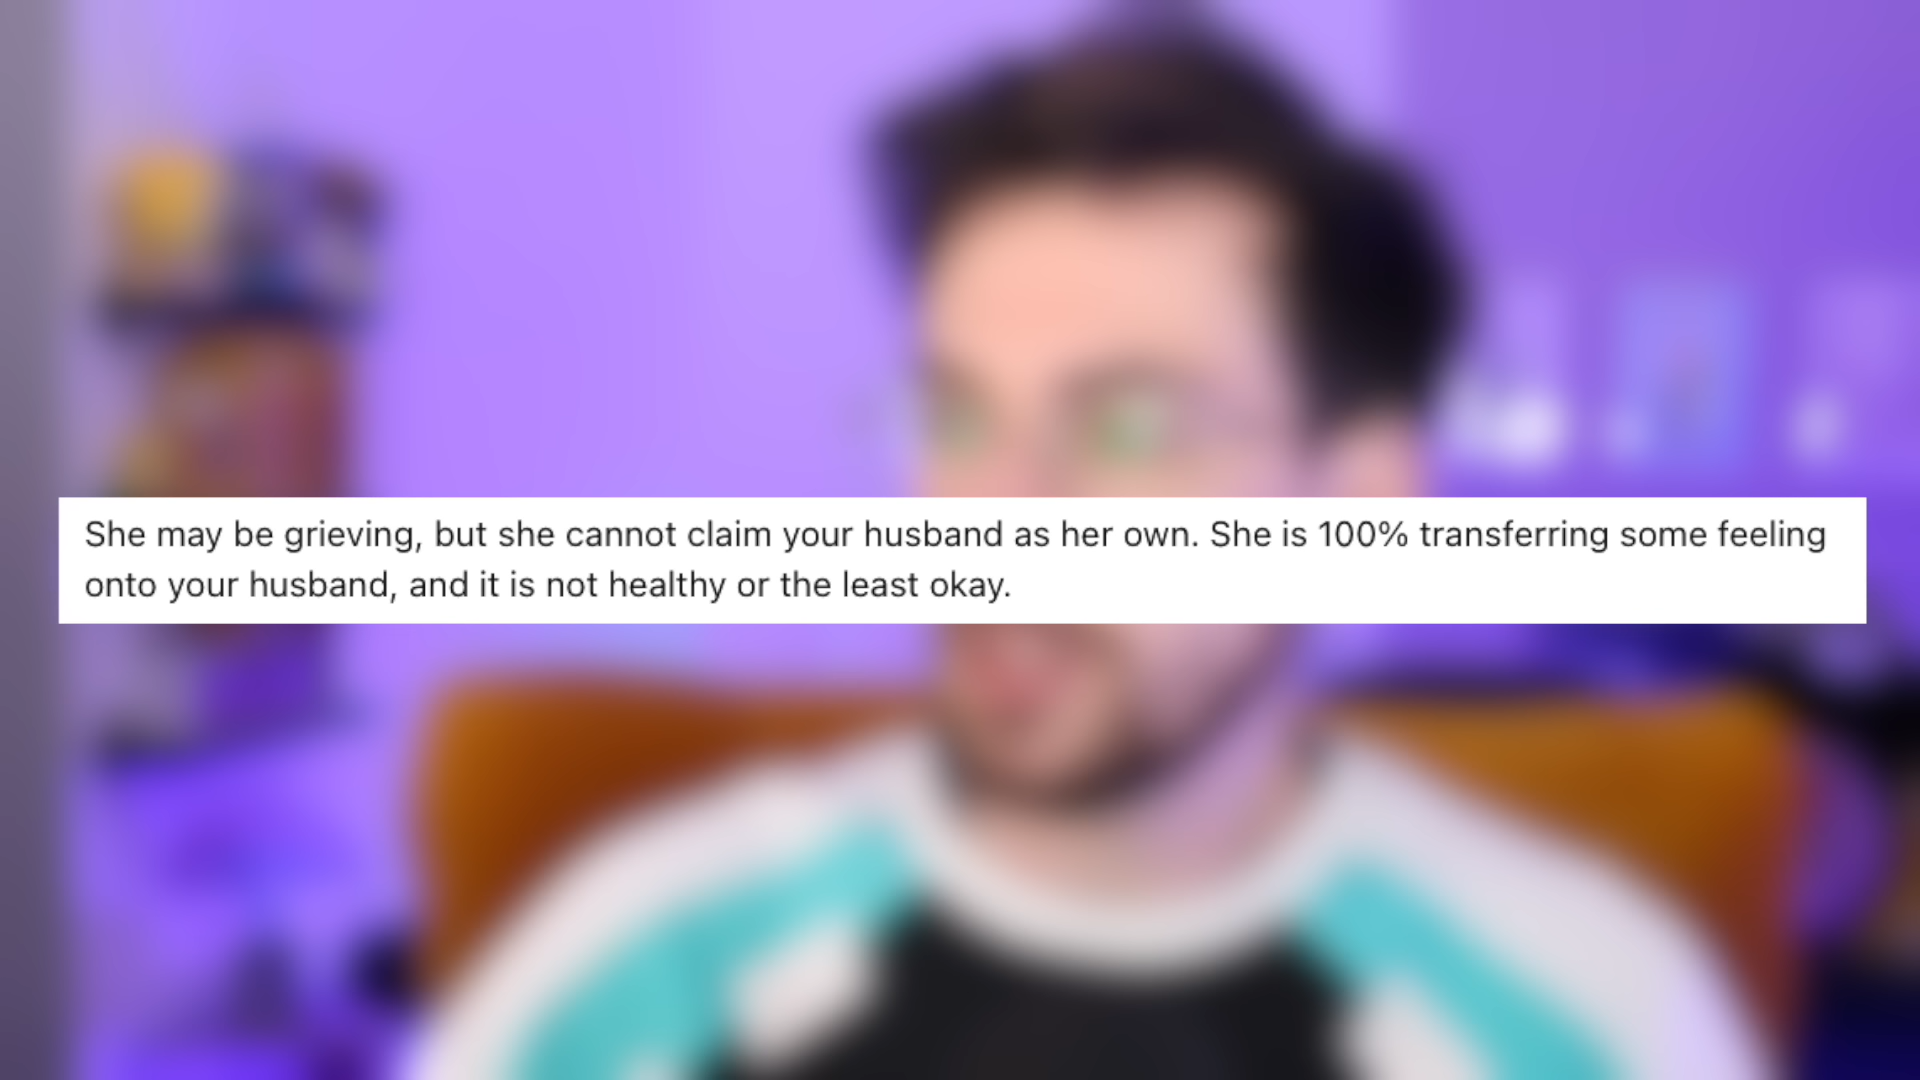 She may be grieving, but she cannot claim your husband as her own. She is 100% transferring some feeling
onto your husband, and it is not healthy or the least okay.